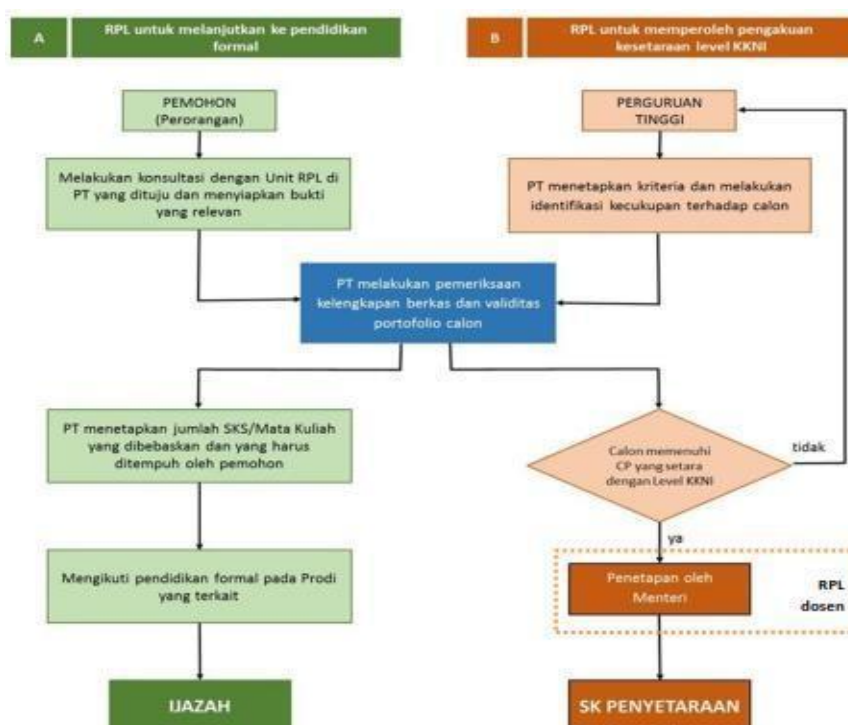 A
RPL untuk melanjutkan ke pendidikan
formal
B
RPL untuk memperoleh pengakuan
kesetaraan level KKNI
PEMOHON
(Perorangan)
PERGURUAN
TINGGI
Melakukan konsultasi dengan Unit RPL di
PT yang dituju dan menyiapkan bukti
yang relevan
PT menetapkan kriteria dan melakukan
identifikasi kecukupan terhadap calon
PT melakukan pemeriksaan
kelengkapan berkas dan validitas
portofolio calon
PT menetapkan jumlah SKS/Mata Kuliah
yang dibebaskan dan yang harus
ditempuh oleh pemohon
Calon memenuhi
CP yang setara
dengan Level KKNI
tidak
ya
Mengikuti pendidikan formal pada Prodi
yang terkait
Penetapan oleh
Menteri
RPL
dosen
IJAZAH
SK PENYETARAAN